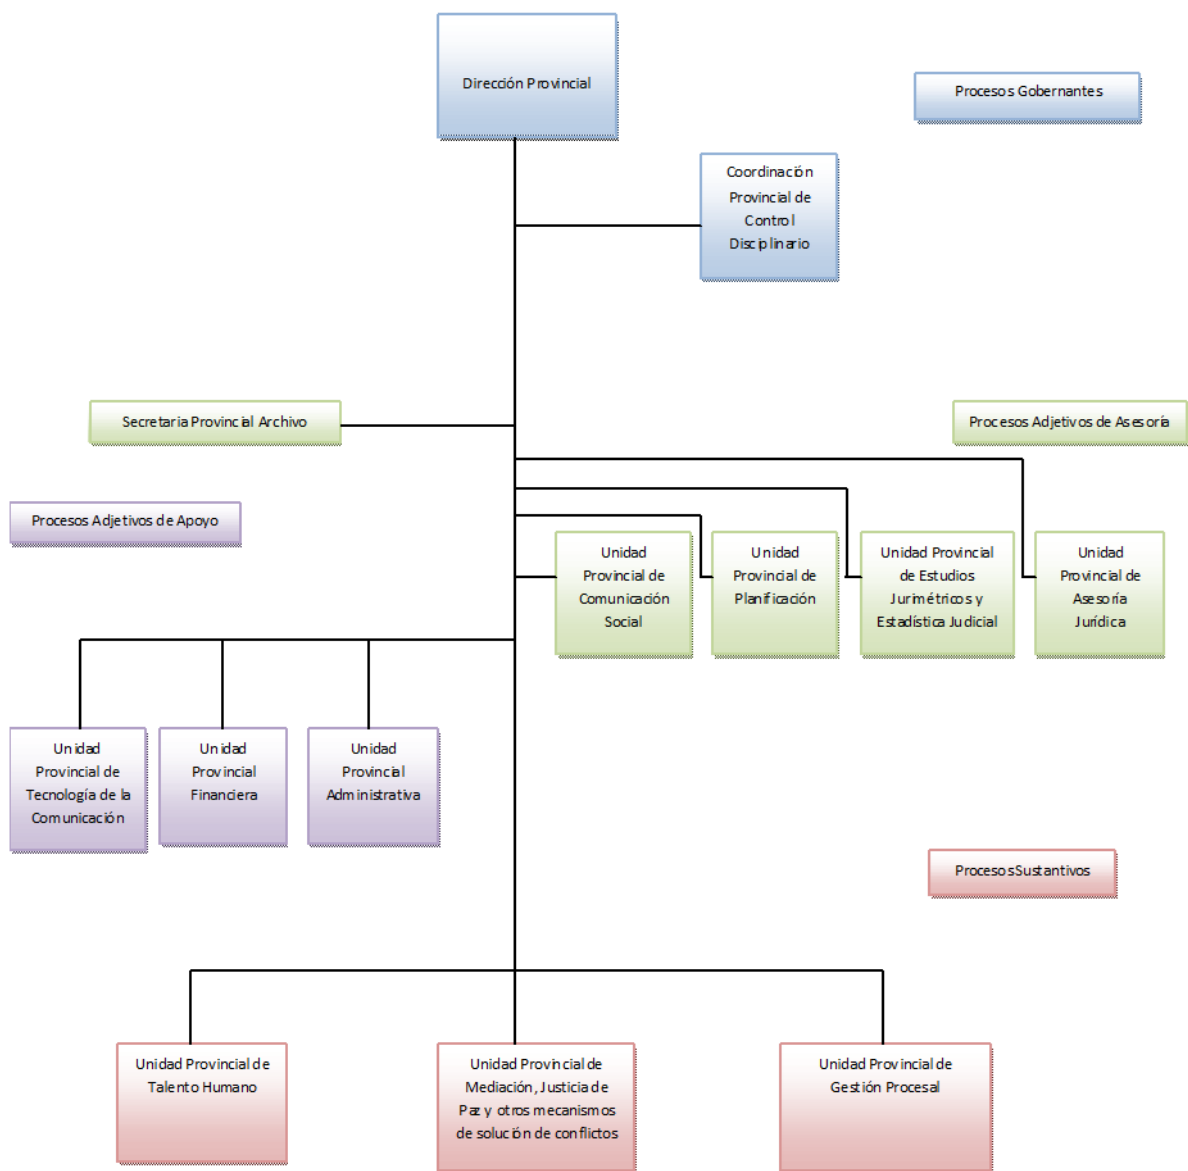 Dirección Provincial
Procesos Gobernantes
Coordinación
Provincial de
Control
Disciplinario
Secretaria Provincial Archivo
Procesos Adjetivos de Asesoría
Procesos Adjetivos de Apoyo
Unidad
Provincial de
Comunicación
Social
Unidad
Provincial de
Planificación
Unidad Provincial
de Estudios
Jurimétricos y
Estadística Judicial
Unidad
Provincial de
Asesoría
Jurídica
Unidad
Provincial de
Tecnología de la
Comunicación
Unidad
Provincial
Financiera
Unidad
Provincial
Administrativa
Procesos Sustantivos
Unidad Provincial de
Talento Humano
Unidad Provincial de
Mediación, Justicia de
Paz y otros mecanismos
de solución de conflictos
Unidad Provincial de
Gestión Procesal